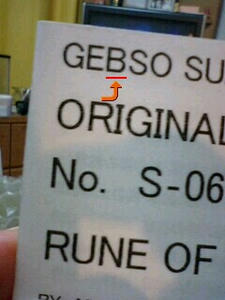 GEBSO SU
ORIGINAL
No. S-06
RUNE OF